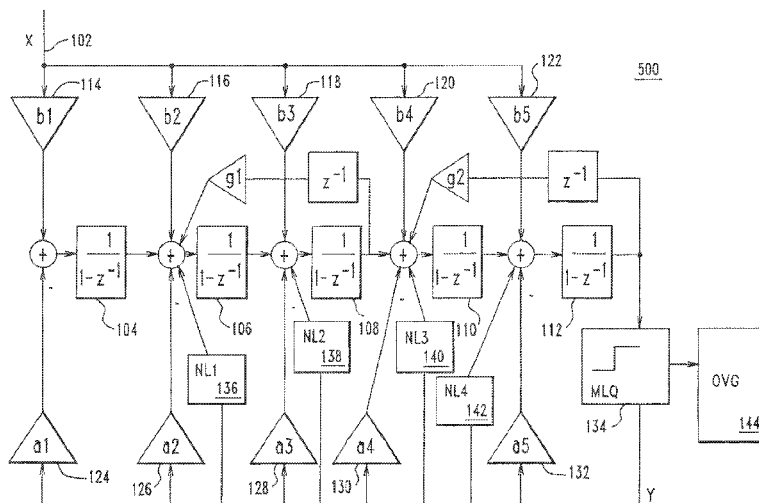 X 102
500
114 116 118 120 122
b1 b2 b3 b4 b5
g1 z⁻¹ g2 z⁻¹
+ 1 + 1 + 1 + 1 + 1
1-z⁻¹ 1-z⁻¹ 1-z⁻¹ 1-z⁻¹ 1-z⁻¹
- - - - -
104 106 108 110 112
NL1 NL2 NL3 NL4 MLQ OVG
136 138 140 142 134 144
a1 a2 a3 a4 a5
124 126 128 130 132 Y